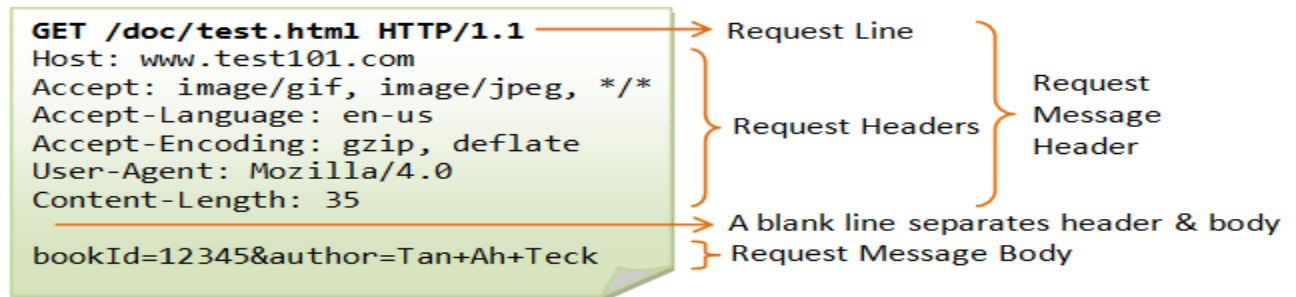 GET /doc/test.html HTTP/1.1
Host: www.test101.com
Accept: image/gif, image/jpeg, */*
Accept-Language: en-us
Accept-Encoding: gzip, deflate
User-Agent: Mozilla/4.0
Content-Length: 35
bookId=12345&author=Tan+Ah+Teck
Request Line
Request Headers
Request
Message
Header
A blank line separates header & body
Request Message Body